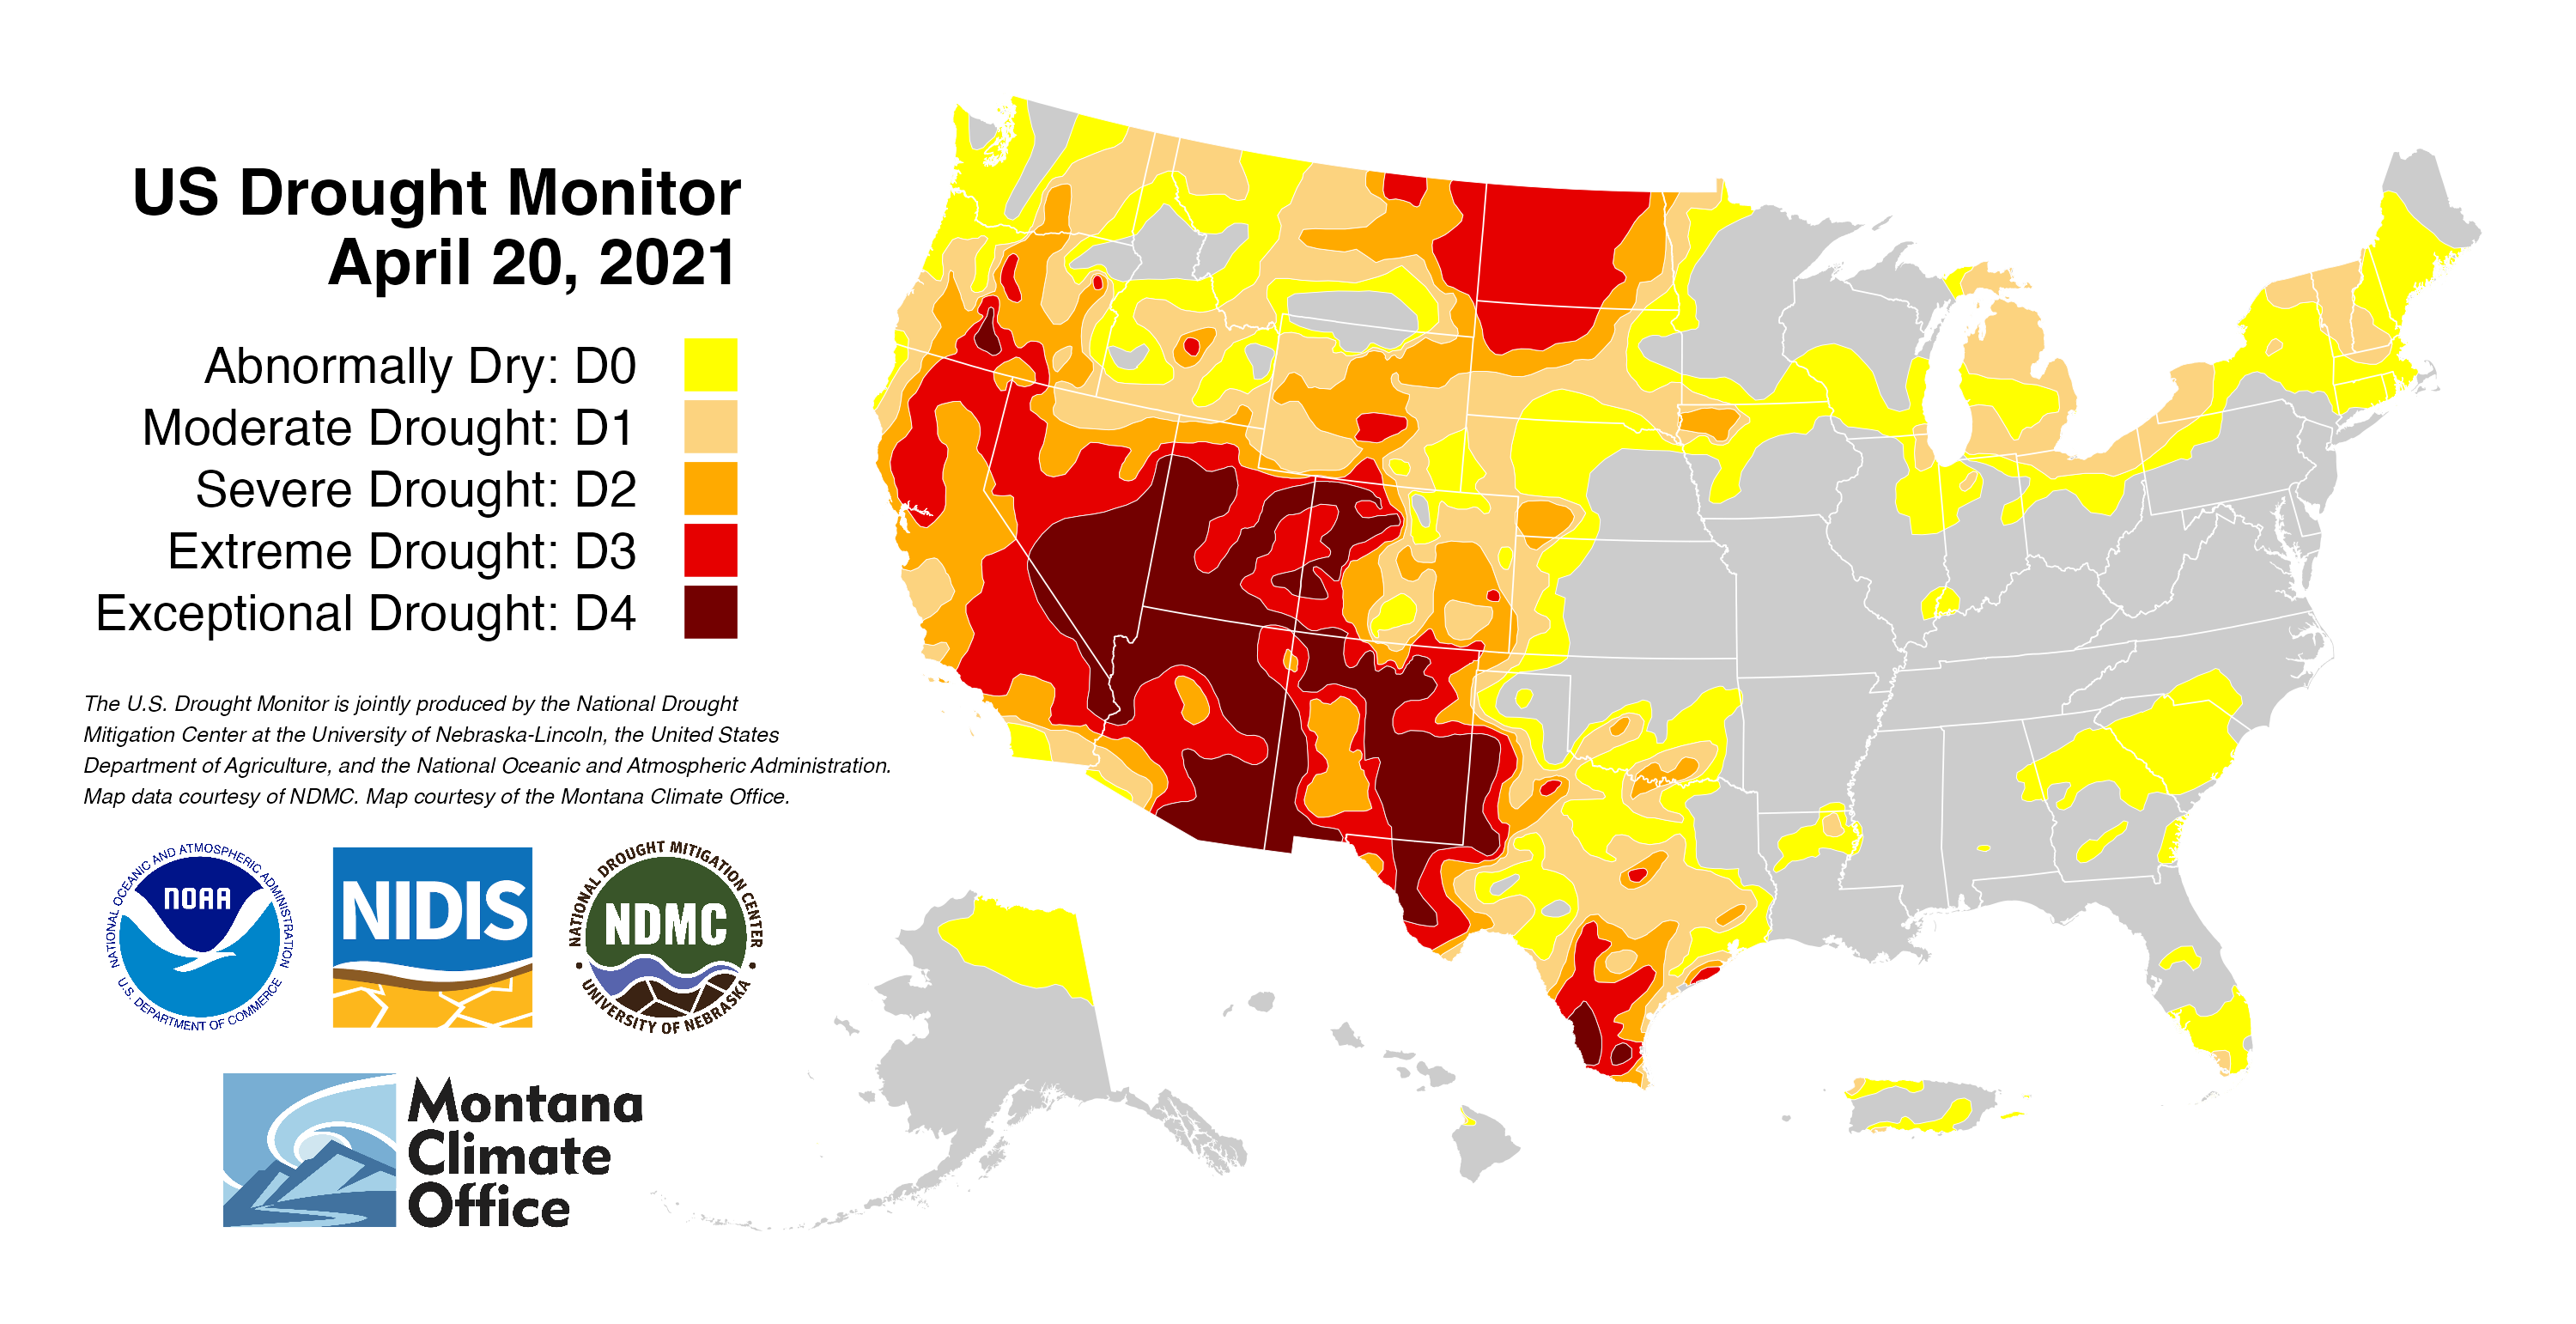 US Drought Monitor
April 20, 2021
Abnormally Dry: D0
Moderate Drought: D1
Severe Drought: D2
Extreme Drought: D3
Exceptional Drought: D4
The U.S. Drought Monitor is jointly produced by the National Drought
Mitigation Center at the University of Nebraska-Lincoln, the United States
Department of Agriculture, and the National Oceanic and Atmospheric Administration.
Map data courtesy of NDMC. Map courtesy of the Montana Climate Office.
NATIONAL OCEANIC AND ATMOSPHERIC ADMINISTRATION
NOAA
U.S. DEPARTMENT OF COMMERCE
NIDIS
NATIONAL DROUGHT MITIGATION CENTER
NDMC
• UNIVERSITY OF NEBRASKA •
Montana
Climate
Office